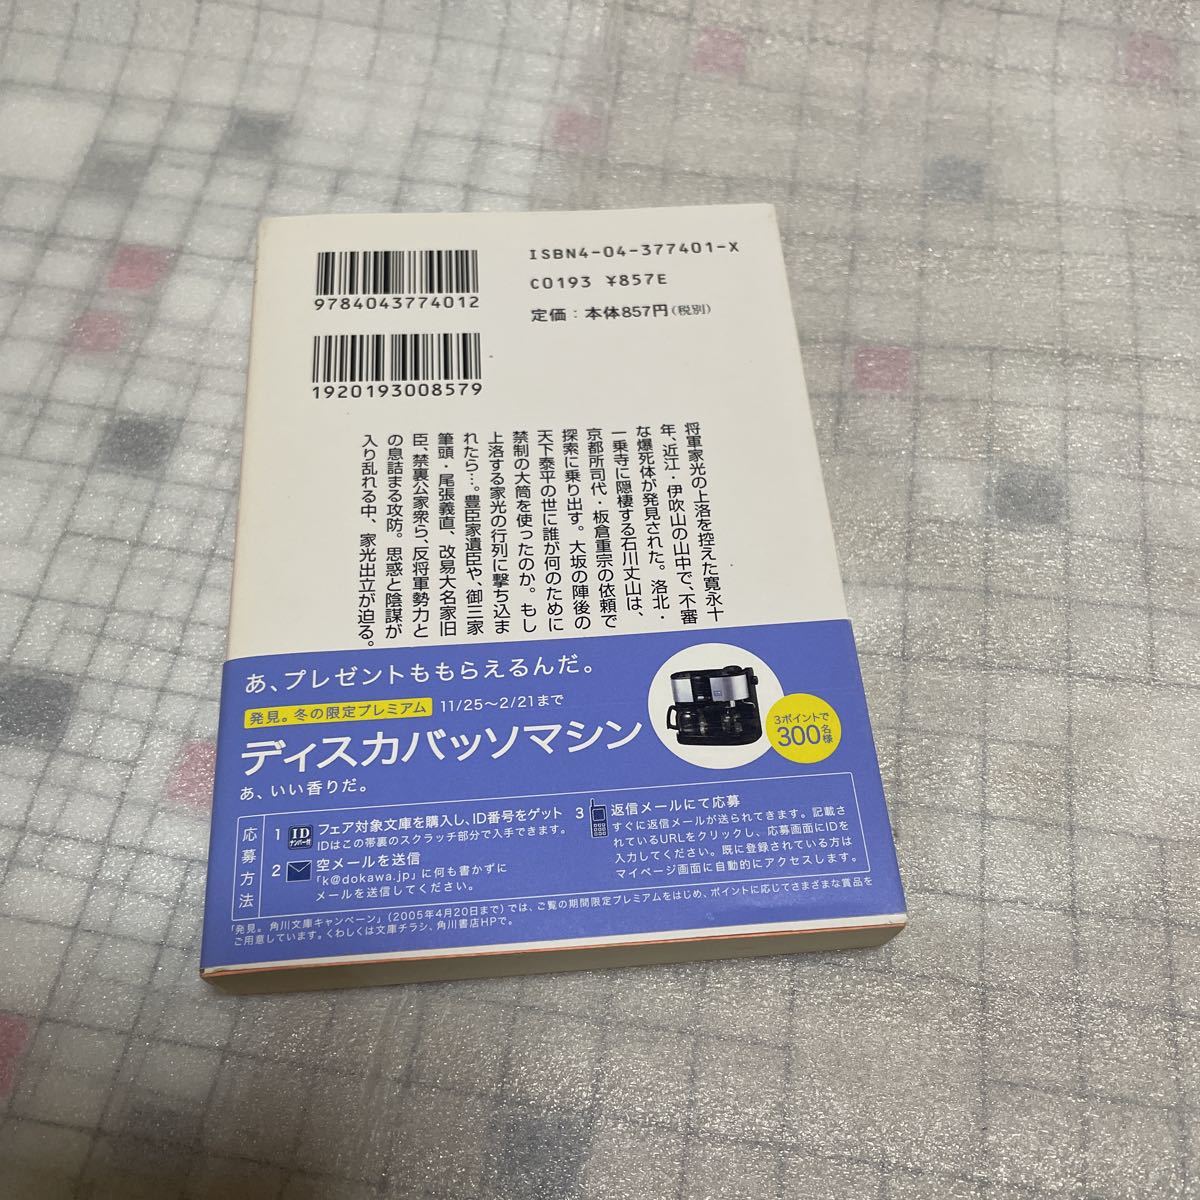 ISBN4-04-377401-X
C0193 ¥857E
定価：本体857円(税別)
9784043774012
1920193008579
将軍家光の上洛を控えた寛永十
年、近江・伊吹山の山中で、不審
な爆死体が発見された。洛北・
一乗寺に隠棲する石川丈山は、
京都所司代・板倉重宗の依頼で
探索に乗り出す。大坂の陣後の
天下泰平の世に誰が何のために
禁制の大筒を使ったのか。もし
上洛する家光の行列に撃ち込ま
れたら…。豊臣家遺臣や、御三家
筆頭・尾張義直、改易大名家旧
臣、禁裏公家衆ら、反将軍勢力と
の息詰まる攻防。思惑と陰謀が
入り乱れる中、家光出立が迫る。
あ、プレゼントももらえるんだ。
発見。冬の限定プレミアム 11/25〜2/21まで
ディスカバッソマシン
あ、いい香りだ。
3ポイントで
300名様
応募方法
1 IDナンバー付 フェア対象文庫を購入し、ID番号をゲット
IDはこの帯裏のスクラッチ部分で入手できます。
2 空メールを送信
「k@dokawa.jp」に何も書かずに
メールを送信してください。
3 返信メールにて応募
すぐに返信メールが送られてきます。記載さ
れているURLをクリックし、応募画面にIDを
入力してください。既に登録されている方は
マイページ画面に自動的にアクセスします。
「発見。角川文庫キャンペーン」(2005年4月20日まで)では、ご覧の期間限定プレミアムをはじめ、ポイントに応じてさまざまな賞品を
ご用意しています。くわしくは文庫チラシ、角川書店HPで。